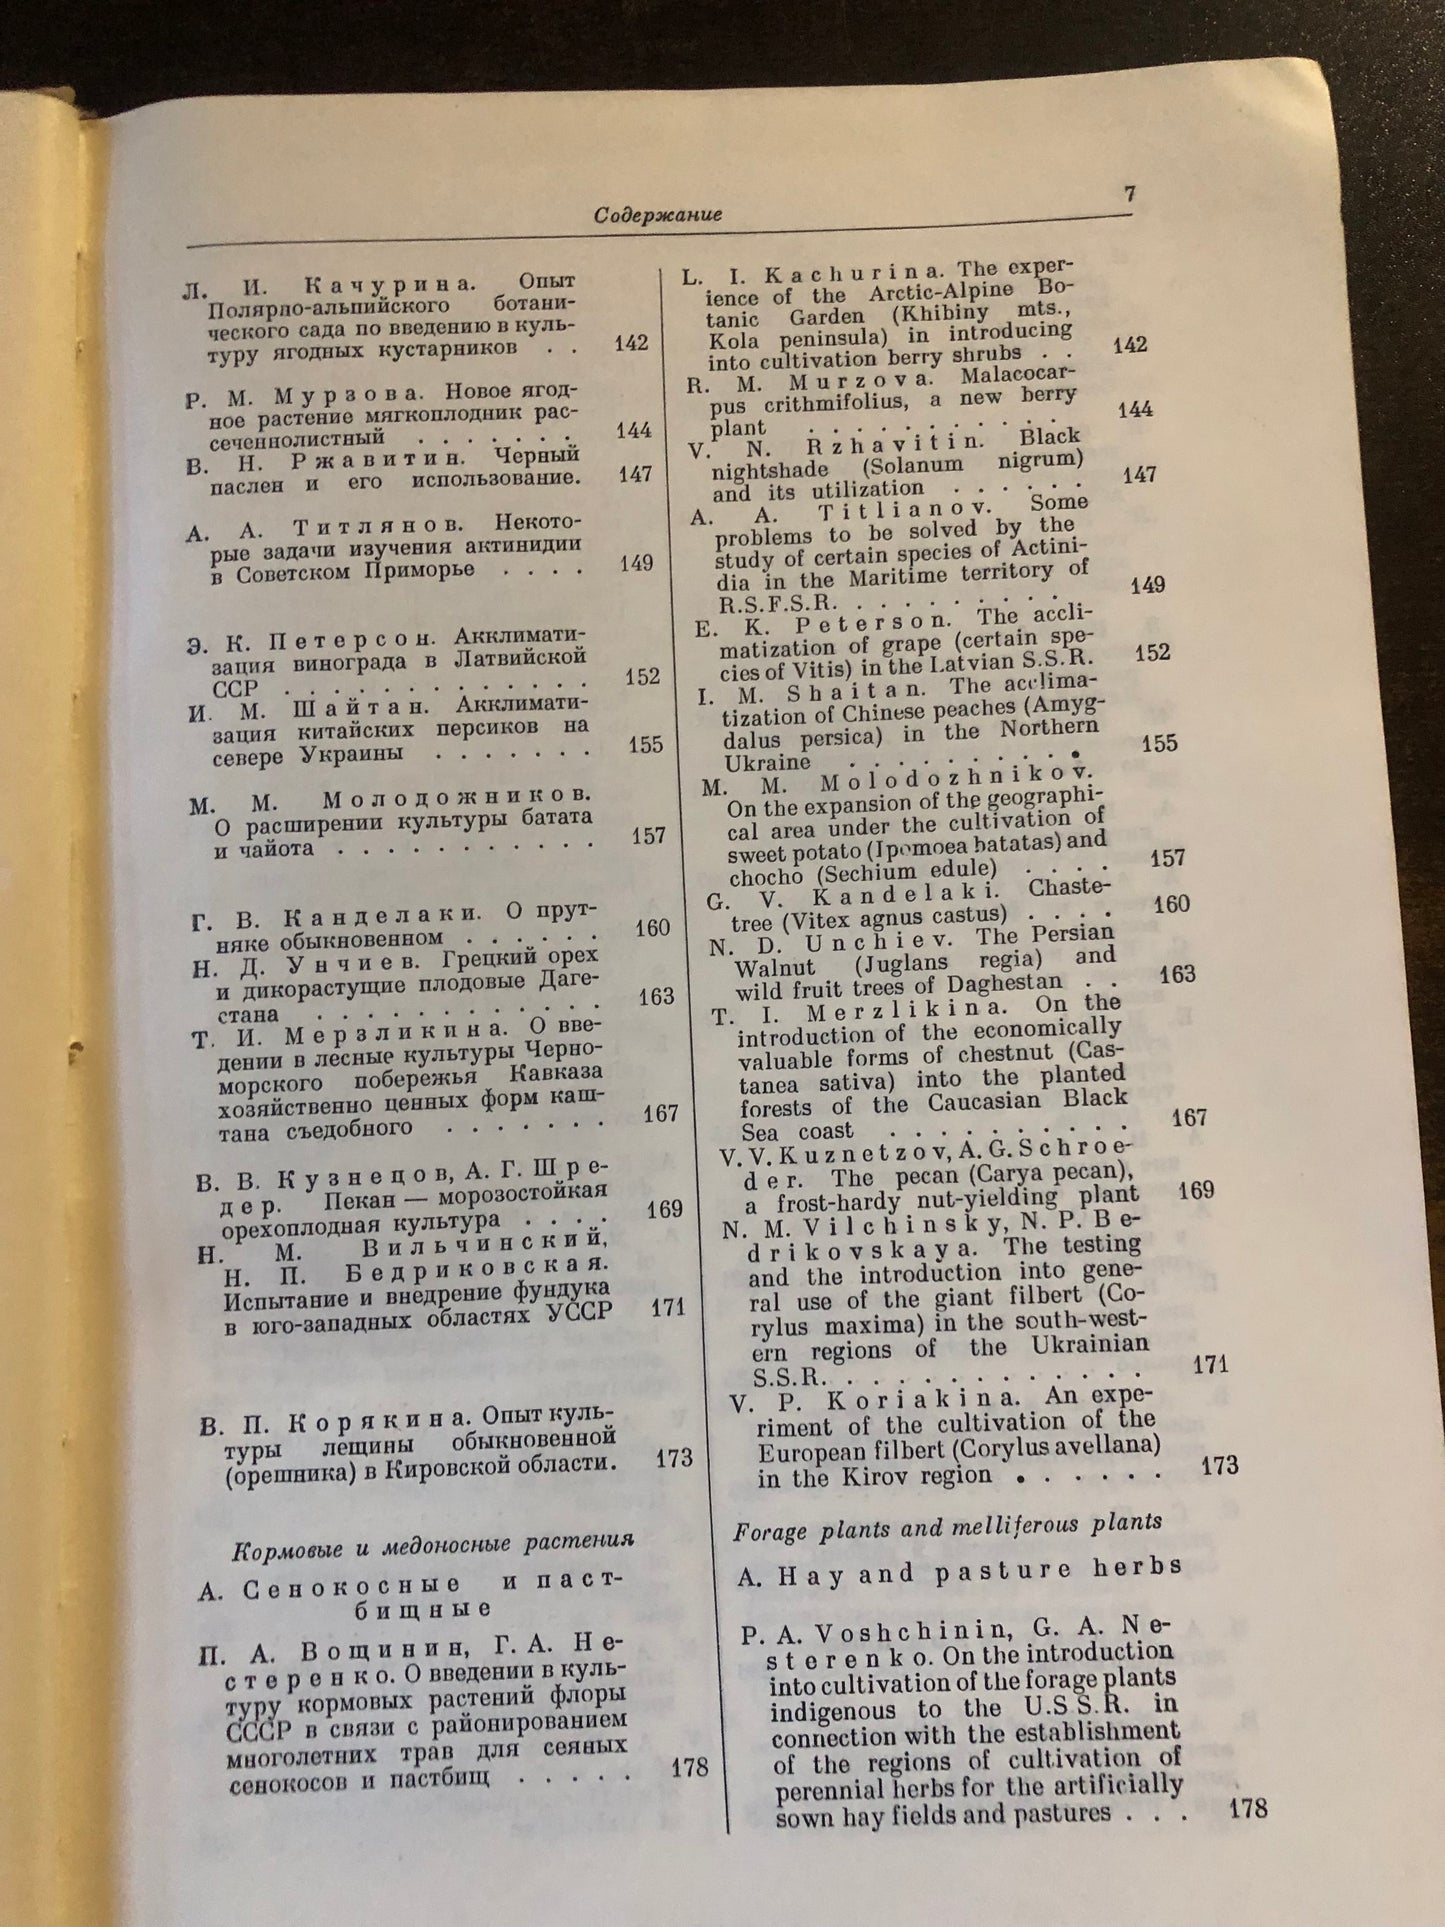 7
Содержание
Л. И. Качурина. Опыт
Полярно-альпийского ботани-
ческого сада по введению в куль-
туру ягодных кустарников . . 142
Р. М. Мурзова. Новое ягод-
ное растение мягкоплодник рас-
сеченнолистный . . . . . . . 144
В. Н. Ржавитин. Черный
паслен и его использование. 147
А. А. Титлянов. Некото-
рые задачи изучения актинидии
в Советском Приморье . . . . 149
Э. К. Петерсон. Акклимати-
зация винограда в Латвийской
ССР . . . . . . . . . . . . . 152
И. М. Шайтан. Акклимати-
зация китайских персиков на
севере Украины . . . . . . . 155
М. М. Молодожников.
О расширении культуры батата
и чайота . . . . . . . . . . . 157
Г. В. Канделаки. О прут-
няке обыкновенном . . . . . . 160
Н. Д. Унчиев. Грецкий орех
и дикорастущие плодовые Даге-
стана . . . . . . . . . . . . 163
Т. И. Мерзликина. О вве-
дении в лесные культуры Черно-
морского побережья Кавказа
хозяйственно ценных форм каш-
тана съедобного . . . . . . . 167
В. В. Кузнецов, А. Г. Шре-
дер. Пекан — морозостойкая
орехоплодная культура . . . . 169
Н. М. Вильчинский,
Н. П. Бедриковская.
Испытание и внедрение фундука
в юго-западных областях УССР 171
В. П. Корякина. Опыт куль-
туры лещины обыкновенной
(орешника) в Кировской области. 173
Кормовые и медоносные растения
А. Сенокосные и паст-
бищные
П. А. Вощинин, Г. А. Не-
стеренко. О введении в куль-
туру кормовых растений флоры
СССР в связи с районированием
многолетних трав для сеяных
сенокосов и пастбищ . . . . . 178
L. I. Kachurina. The exper-
ience of the Arctic-Alpine Bo-
tanic Garden (Khibiny mts.,
Kola peninsula) in introducing
into cultivation berry shrubs . . 142
R. M. Murzova. Malacocar-
pus crithmifolius, a new berry
plant . . . . . . . . . . 144
V. N. Rzhavitin. Black
nightshade (Solanum nigrum)
and its utilization . . . . . . 147
A. A. Titlianov. Some
problems to be solved by the
study of certain species of Actini-
dia in the Maritime territory of
R.S.F.S.R. . . . . . . . . . 149
E. K. Peterson. The accli-
matization of grape (certain spe-
cies of Vitis) in the Latvian S.S.R. 152
I. M. Shaitan. The acclima-
tization of Chinese peaches (Amyg-
dalus persica) in the Northern
Ukraine . . . . . . . . . . 155
M. M. Molodozhnikov.
On the expansion of the geographi-
cal area under the cultivation of
sweet potato (Ipomoea batatas) and
chocho (Sechium edule) . . . . 157
G. V. Kandelaki. Chaste-
tree (Vitex agnus castus) . . . . 160
N. D. Unchiev. The Persian
Walnut (Juglans regia) and
wild fruit trees of Daghestan . . 163
T. I. Merzlikina. On the
introduction of the economically
valuable forms of chestnut (Cas-
tanea sativa) into the planted
forests of the Caucasian Black
Sea coast . . . . . . . . . . 167
V. V. Kuznetzov, A. G. Schroe-
der. The pecan (Carya pecan),
a frost-hardy nut-yielding plant 169
N. M. Vilchinsky, N. P. Be-
drikovskaya. The testing
and the introduction into gene-
ral use of the giant filbert (Co-
rylus maxima) in the south-west-
ern regions of the Ukrainian
S.S.R. . . . . . . . . . . . . 171
V. P. Koriakina. An expe-
riment of the cultivation of the
European filbert (Corylus avellana)
in the Kirov region . . . . . . 173
Forage plants and melliferous plants
A. Hay and pasture herbs
P. A. Voshchinin, G. A. Ne-
sterenko. On the introduction
into cultivation of the forage plants
indigenous to the U.S.S.R. in
connection with the establishment
of the regions of cultivation of
perennial herbs for the artificially
sown hay fields and pastures . . . 178